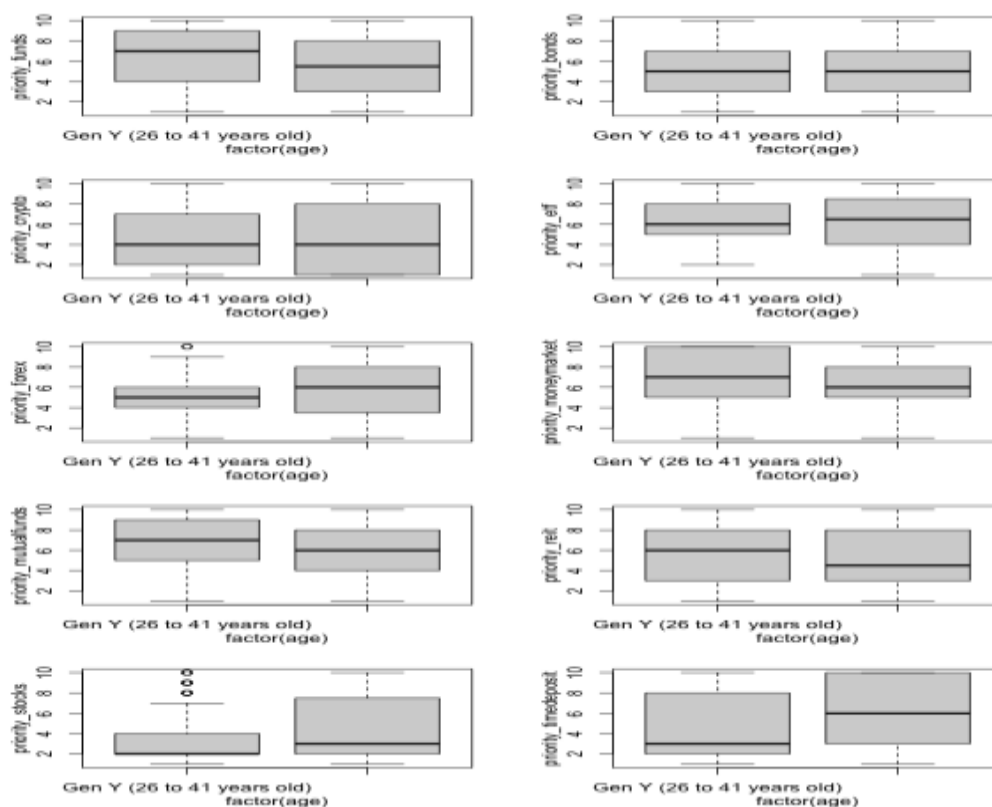 priority_funds
2 4 6 8 10
Gen Y (26 to 41 years old)
factor(age)
priority_bonds
2 4 6 8 10
Gen Y (26 to 41 years old)
factor(age)
priority_crypto
2 4 6 8 10
Gen Y (26 to 41 years old)
factor(age)
priority_etf
2 4 6 8 10
Gen Y (26 to 41 years old)
factor(age)
priority_forex
2 4 6 8 10
Gen Y (26 to 41 years old)
factor(age)
priority_moneymarket
2 4 6 8 10
Gen Y (26 to 41 years old)
factor(age)
priority_mutualfunds
2 4 6 8 10
Gen Y (26 to 41 years old)
factor(age)
priority_reit
2 4 6 8 10
Gen Y (26 to 41 years old)
factor(age)
priority_stocks
2 4 6 8 10
Gen Y (26 to 41 years old)
factor(age)
priority_timedeposit
2 4 6 8 10
Gen Y (26 to 41 years old)
factor(age)